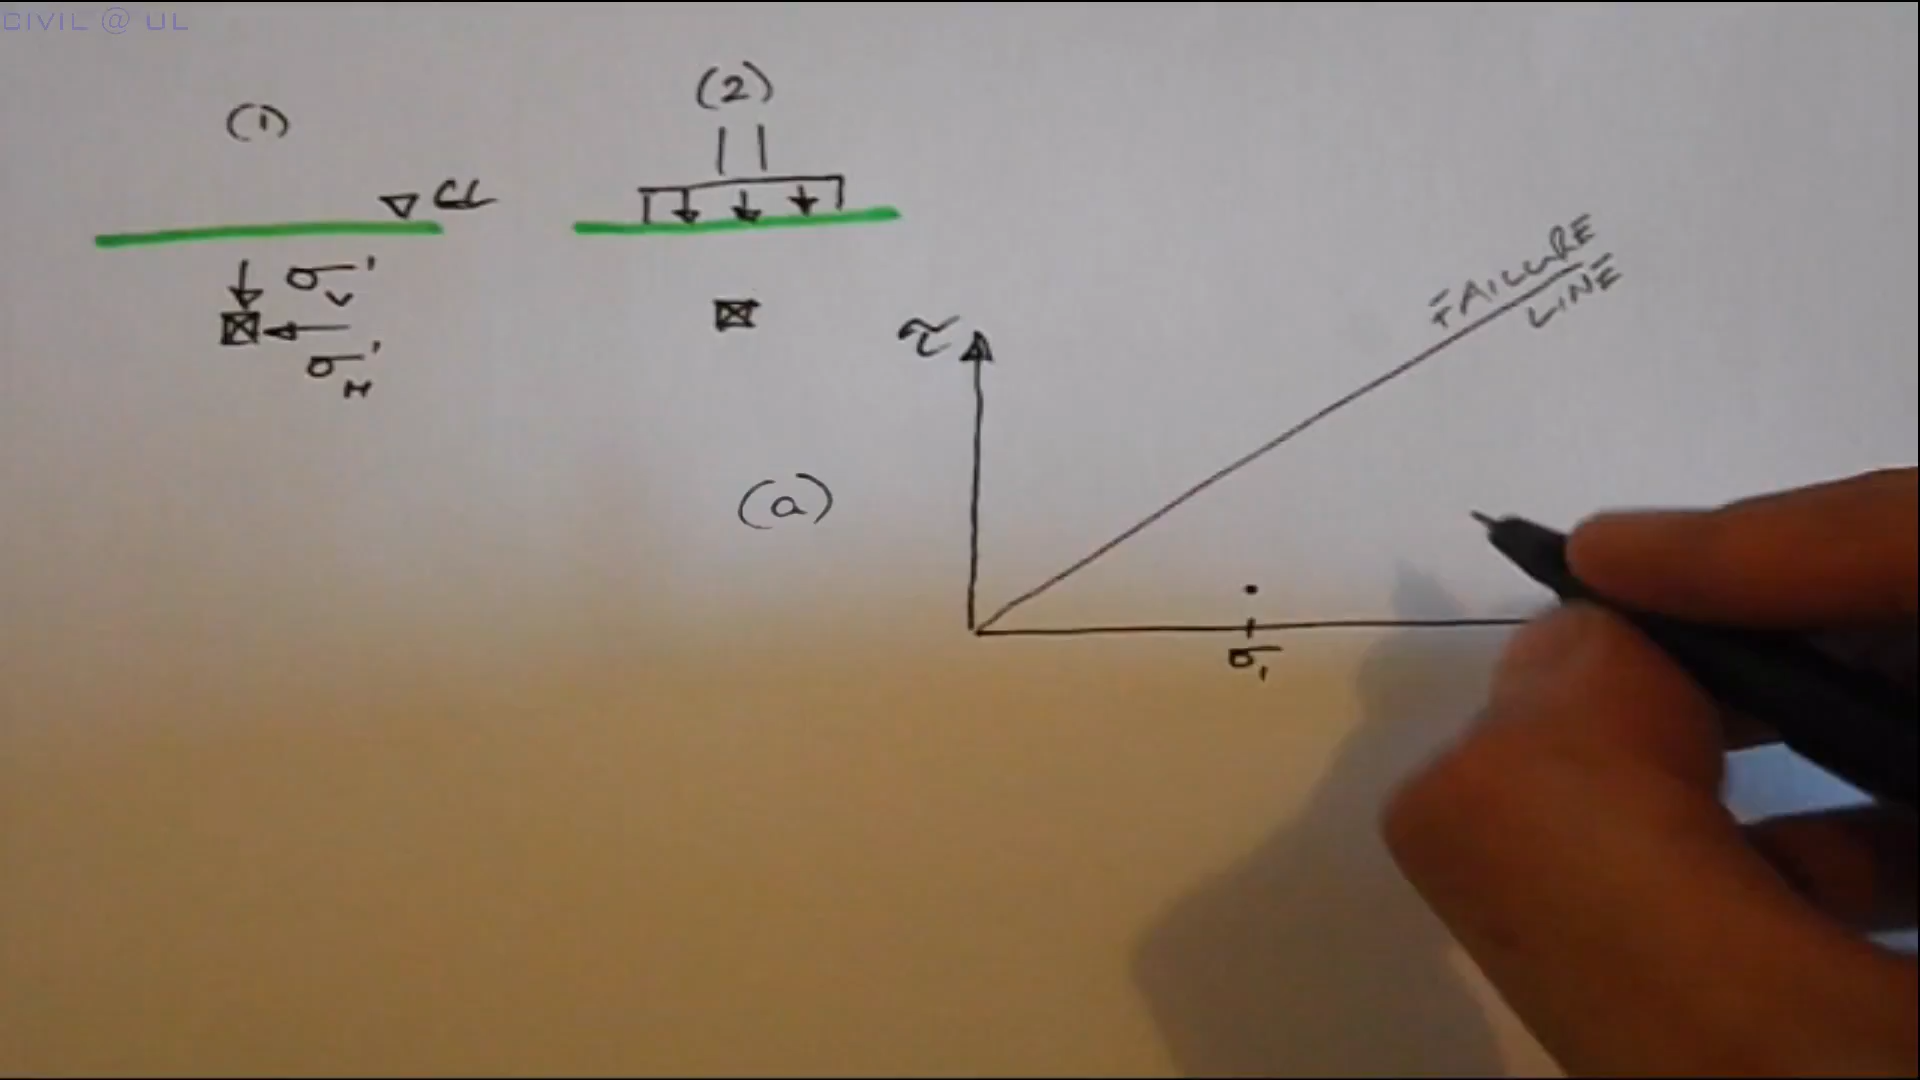 CIVIL @ UL
(1)
(2)
GL
σv'
σH'
τ
FAILURE
LINE
(a)
σ1